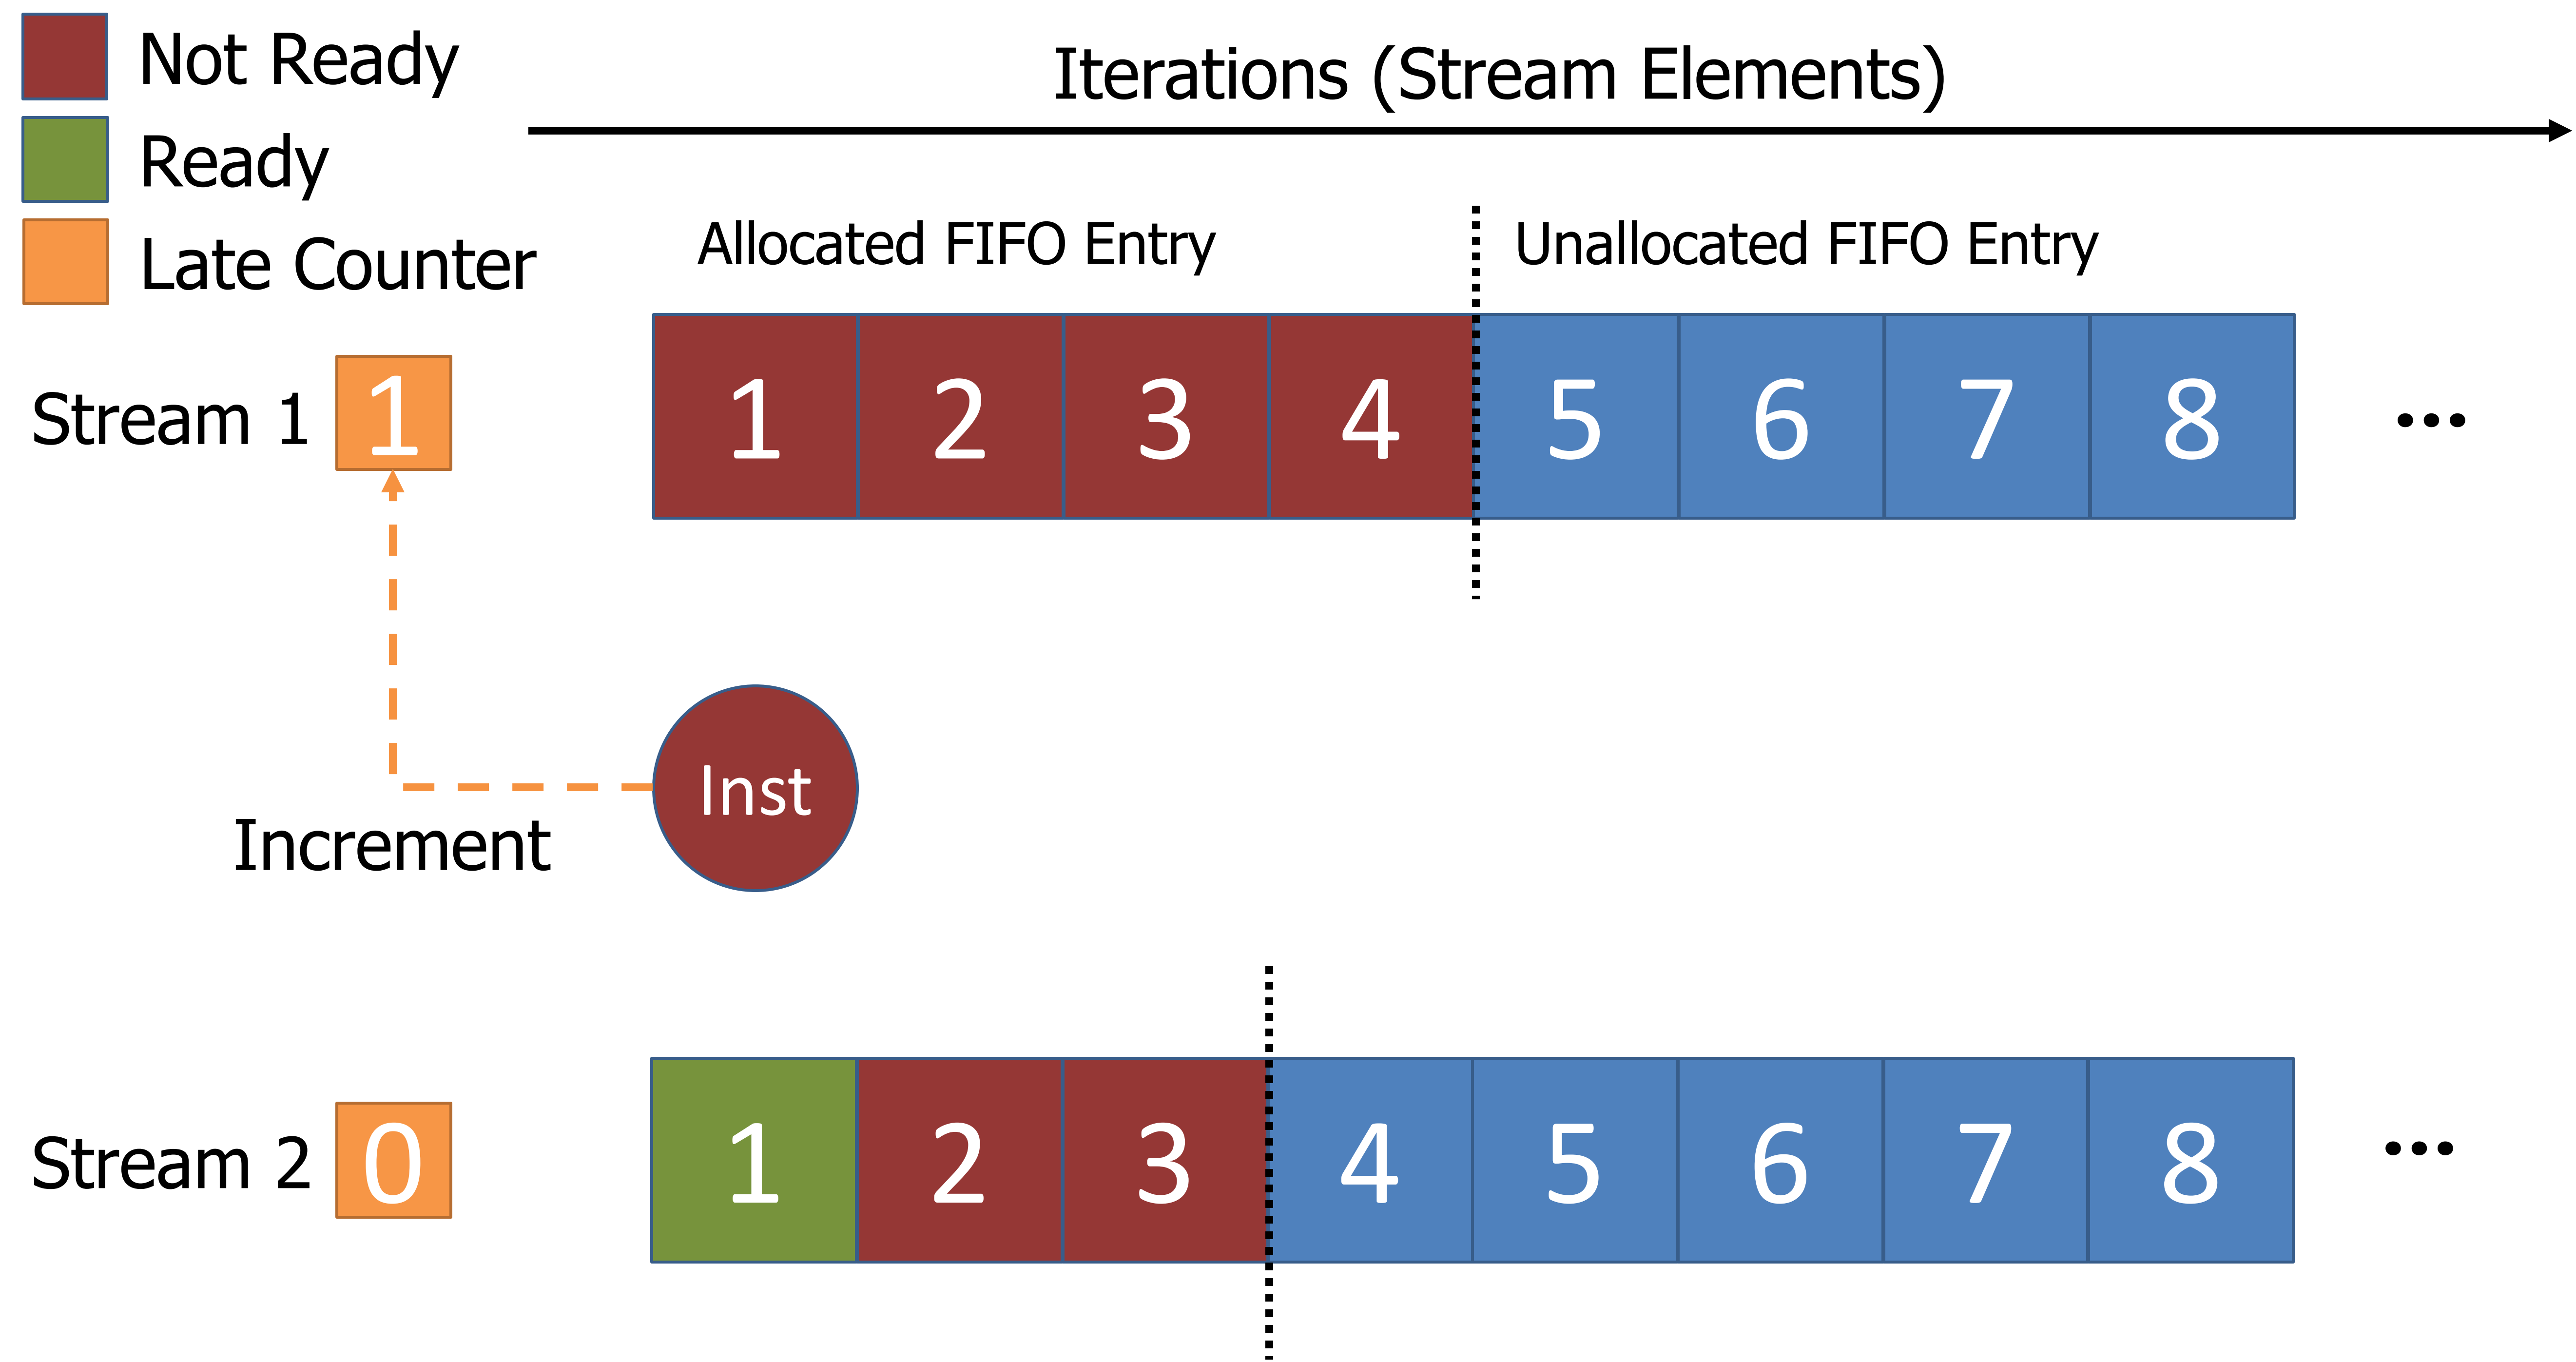 Not Ready
Ready
Late Counter
Iterations (Stream Elements)
Allocated FIFO Entry
Unallocated FIFO Entry
Stream 1 1 1 2 3 4 5 6 7 8 ...
Inst
Increment
Stream 2 0 1 2 3 4 5 6 7 8 ...